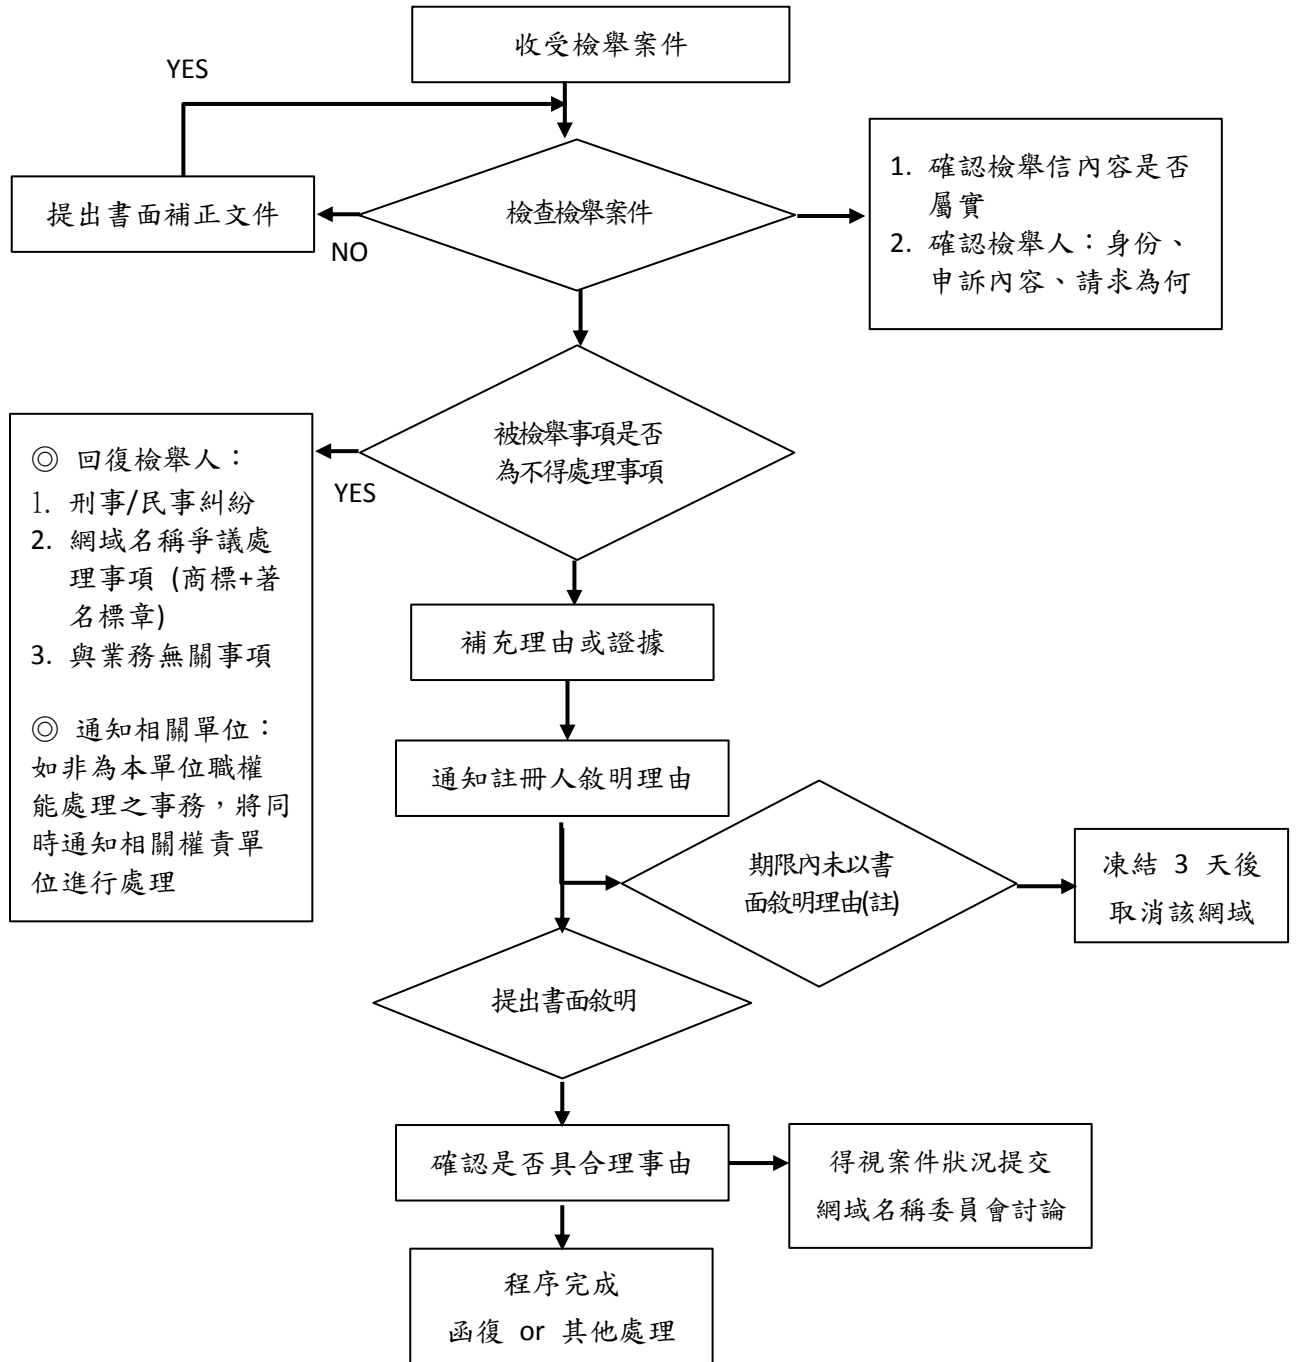 收受檢舉案件
YES
提出書面補正文件
NO
檢查檢舉案件
1. 確認檢舉信內容是否
屬實
2. 確認檢舉人：身份、
申訴內容、請求為何
被檢舉事項是否
為不得處理事項
YES
◎ 回復檢舉人：
1. 刑事/民事糾紛
2. 網域名稱爭議處
理事項 (商標+著
名標章)
3. 與業務無關事項
◎ 通知相關單位：
如非為本單位職權
能處理之事務，將同
時通知相關權責單
位進行處理
補充理由或證據
通知註冊人敘明理由
期限內未以書
面敘明理由(註)
凍結 3 天後
取消該網域
提出書面敘明
確認是否具合理事由
得視案件狀況提交
網域名稱委員會討論
程序完成
函復 or 其他處理